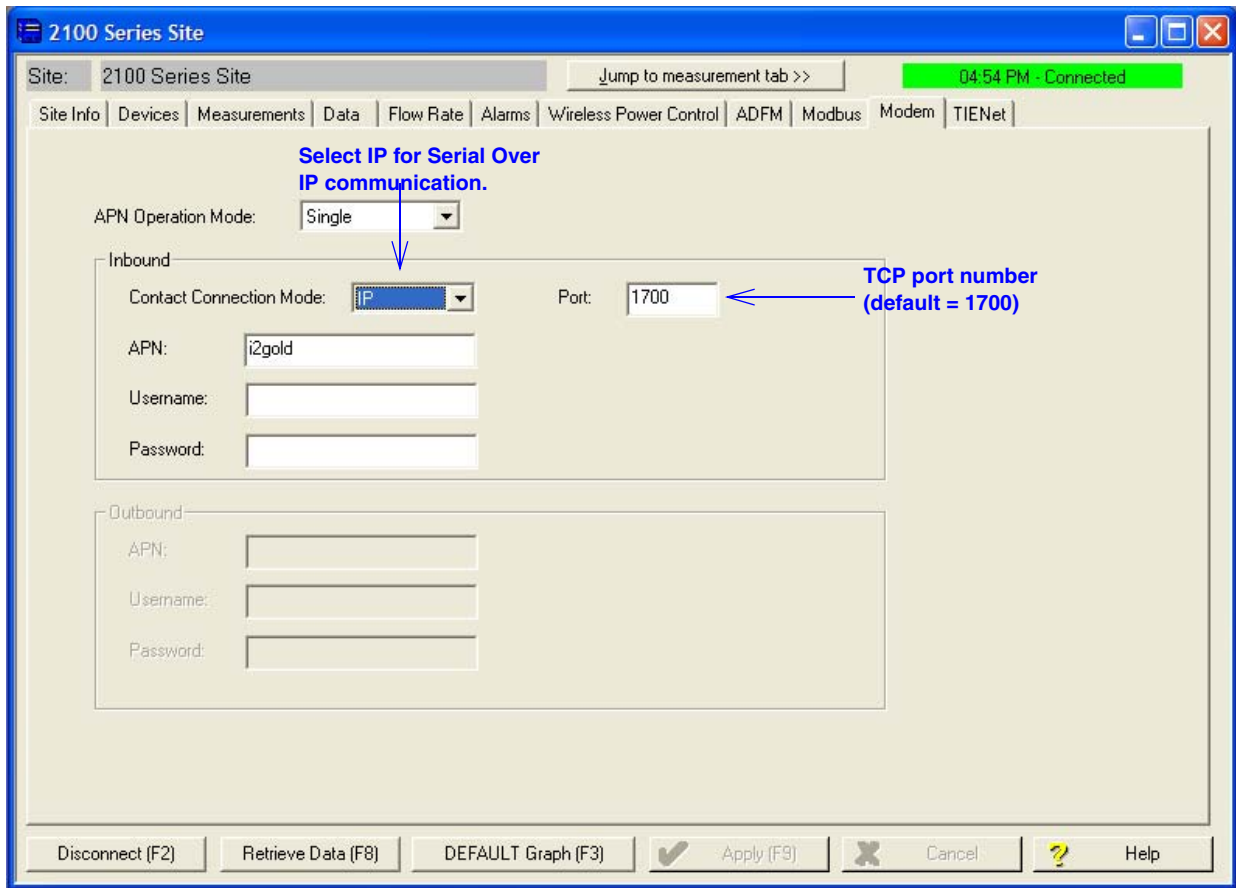 2100 Series Site
Site: 2100 Series Site Jump to measurement tab >> 04:54 PM - Connected
Site Info Devices Measurements Data Flow Rate Alarms Wireless Power Control ADFM Modbus Modem TIENet
Select IP for Serial Over
IP communication.
APN Operation Mode: Single
Inbound
Contact Connection Mode: IP Port: 1700
TCP port number
(default = 1700)
APN: i2gold
Username:
Password:
Outbound
APN:
Username:
Password:
Disconnect (F2) Retrieve Data (F8) DEFAULT Graph (F3) Apply (F9) Cancel Help